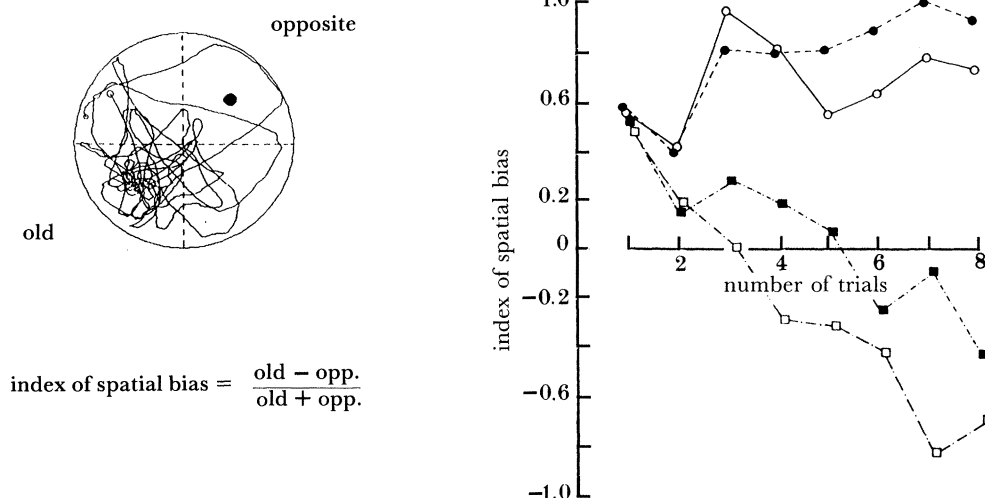 opposite
old
index of spatial bias = old − opp.
old + opp.
1.0
0.6
0.2
0
−0.2
−0.6
−1.0
index of spatial bias
2
4
6
8
number of trials